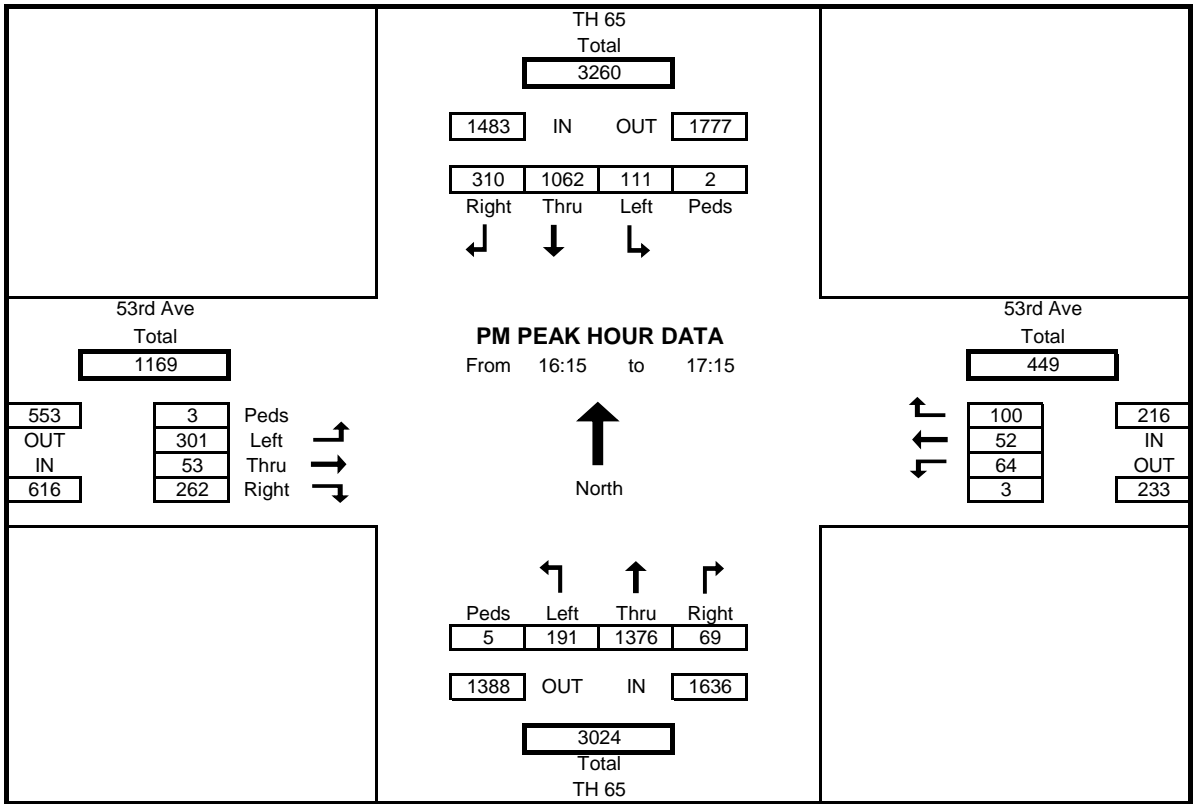 TH 65
Total
3260
1483 IN OUT 1777
310 1062 111 2
Right Thru Left Peds
53rd Ave
Total
1169
553
OUT
IN
616
3 Peds
301 Left
53 Thru
262 Right
PM PEAK HOUR DATA
From 16:15 to 17:15
North
53rd Ave
Total
449
100
52
64
3
216
IN
OUT
233
Peds Left Thru Right
5 191 1376 69
1388 OUT IN 1636
3024
Total
TH 65